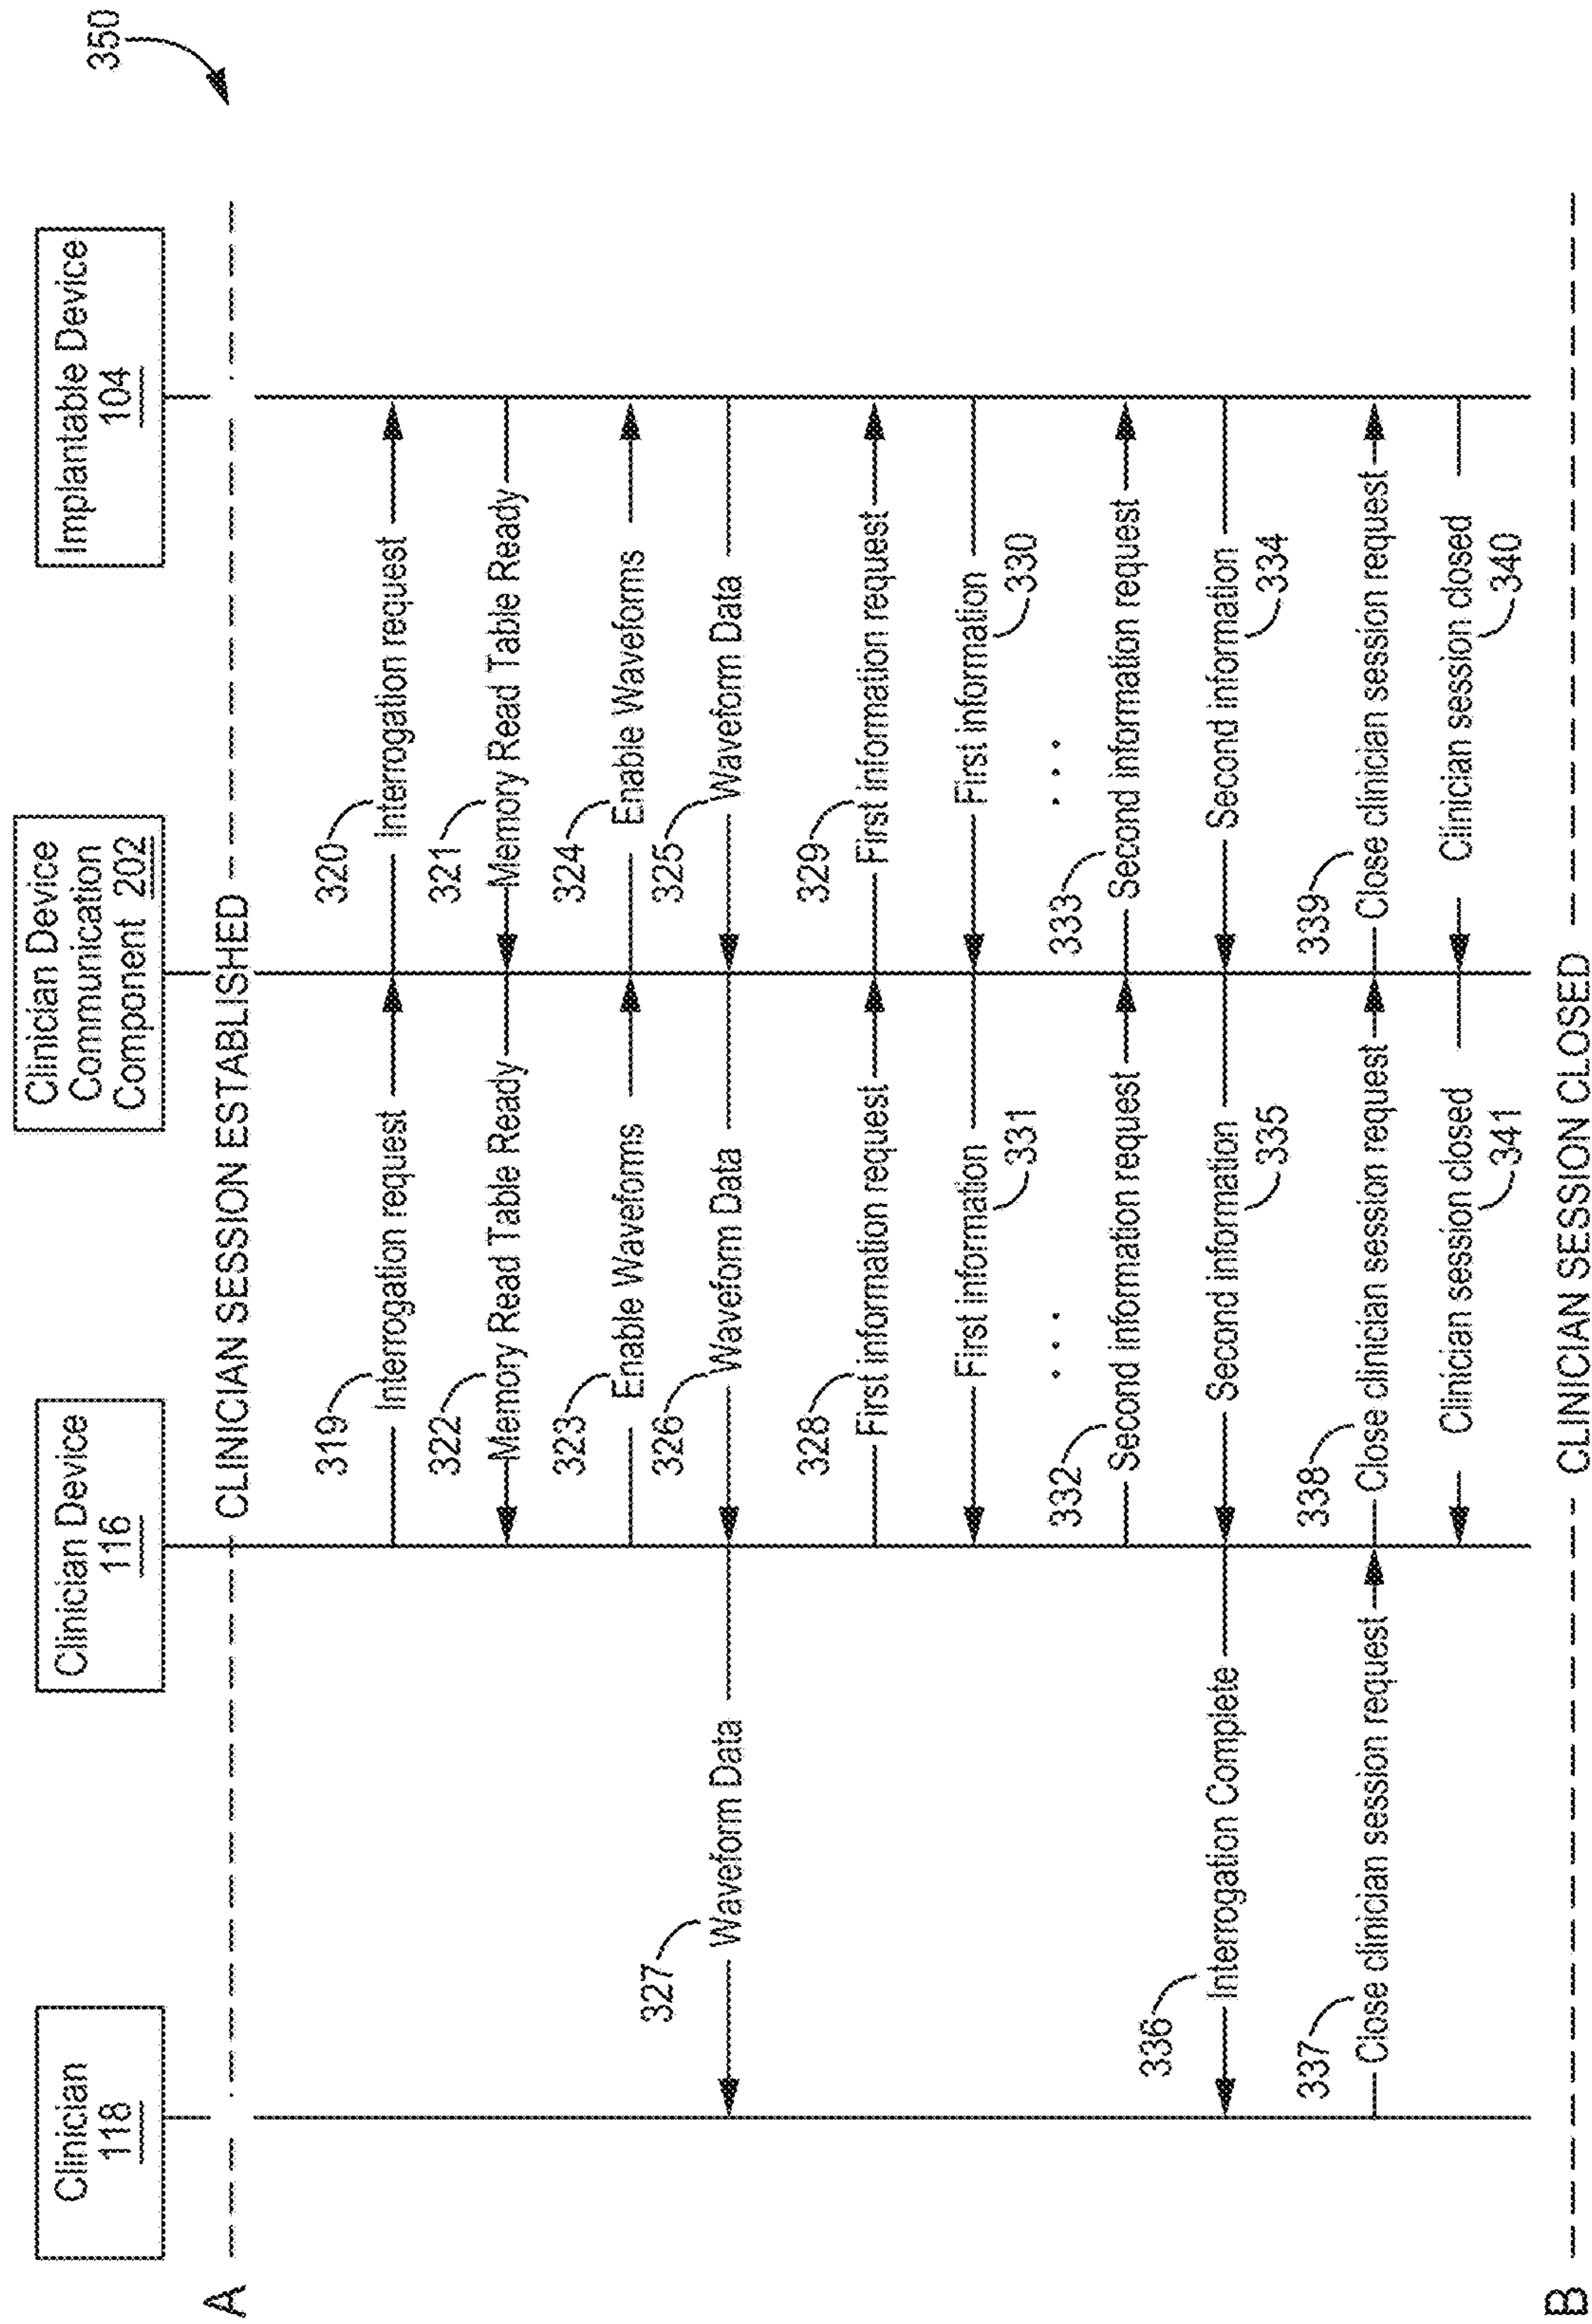 350
Clinician
118
Clinician Device
116
Clinician Device
Communication
Component 202
Implantable Device
104
A
CLINICIAN SESSION ESTABLISHED
319
Interrogation request
320
Interrogation request
322
Memory Read Table Ready
321
Memory Read Table Ready
323
Enable Waveforms
324
Enable Waveforms
327
Waveform Data
326
Waveform Data
325
Waveform Data
328
First information request
329
First information request
First information
331
First information
330
. . .
. . .
332
Second information request
333
Second information request
336
Interrogation Complete
Second information
335
Second information
334
337
Close clinician session request
338
Close clinician session request
339
Close clinician session request
Clinician session closed
341
Clinician session closed
340
B
CLINICIAN SESSION CLOSED